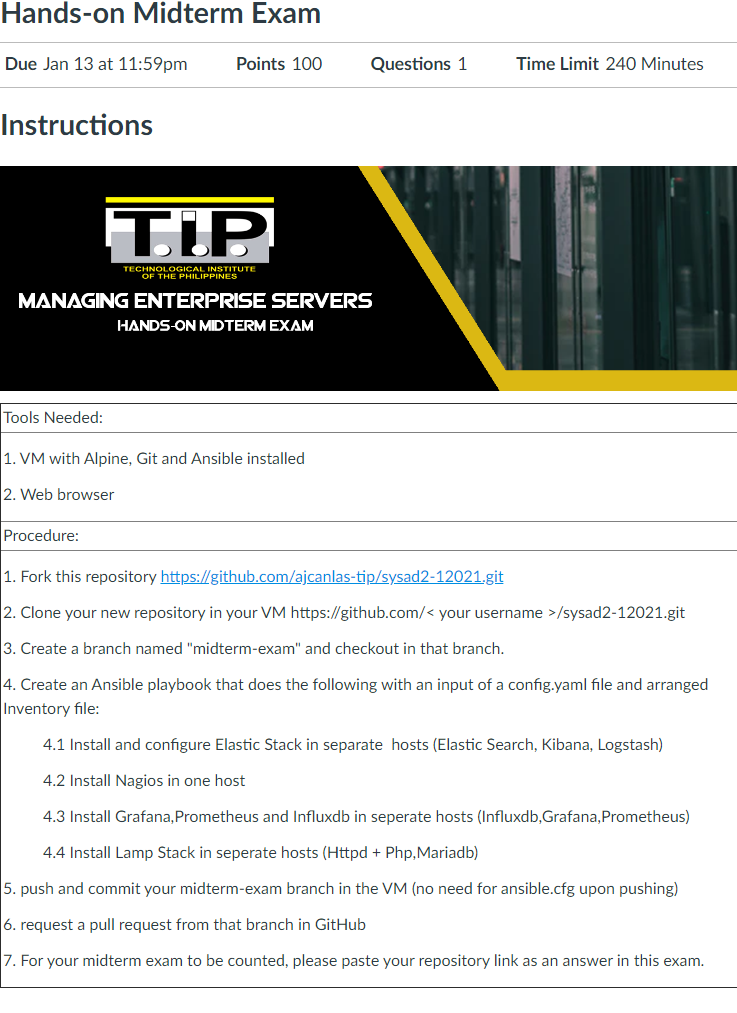 Hands-on Midterm Exam
Due Jan 13 at 11:59pm Points 100 Questions 1 Time Limit 240 Minutes
Instructions
T.I.P.
TECHNOLOGICAL INSTITUTE
OF THE PHILIPPINES
MANAGING ENTERPRISE SERVERS
HANDS-ON MIDTERM EXAM
Tools Needed:
1. VM with Alpine, Git and Ansible installed
2. Web browser
Procedure:
1. Fork this repository https://github.com/ajcanlas-tip/sysad2-12021.git
2. Clone your new repository in your VM https://github.com/< your username >/sysad2-12021.git
3. Create a branch named "midterm-exam" and checkout in that branch.
4. Create an Ansible playbook that does the following with an input of a config.yaml file and arranged
Inventory file:
4.1 Install and configure Elastic Stack in separate  hosts (Elastic Search, Kibana, Logstash)
4.2 Install Nagios in one host
4.3 Install Grafana,Prometheus and Influxdb in seperate hosts (Influxdb,Grafana,Prometheus)
4.4 Install Lamp Stack in seperate hosts (Httpd + Php,Mariadb)
5. push and commit your midterm-exam branch in the VM (no need for ansible.cfg upon pushing)
6. request a pull request from that branch in GitHub
7. For your midterm exam to be counted, please paste your repository link as an answer in this exam.